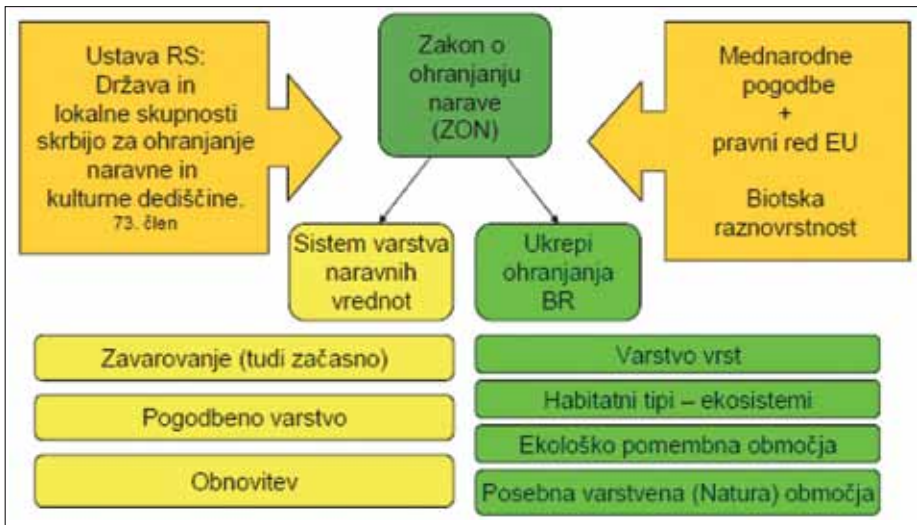 Ustava RS:
Država in
lokalne skupnosti
skrbijo za ohranjanje
naravne in
kulturne dediščine.
73. člen
Zakon o
ohranjanju
narave
(ZON)
Mednarodne
pogodbe
+
pravni red EU
Biotska
raznovrstnost
Sistem varstva
naravnih
vrednot
Ukrepi
ohranjanja
BR
Zavarovanje (tudi začasno)
Pogodbeno varstvo
Obnovitev
Varstvo vrst
Habitatni tipi – ekosistemi
Ekološko pomembna območja
Posebna varstvena (Natura) območja